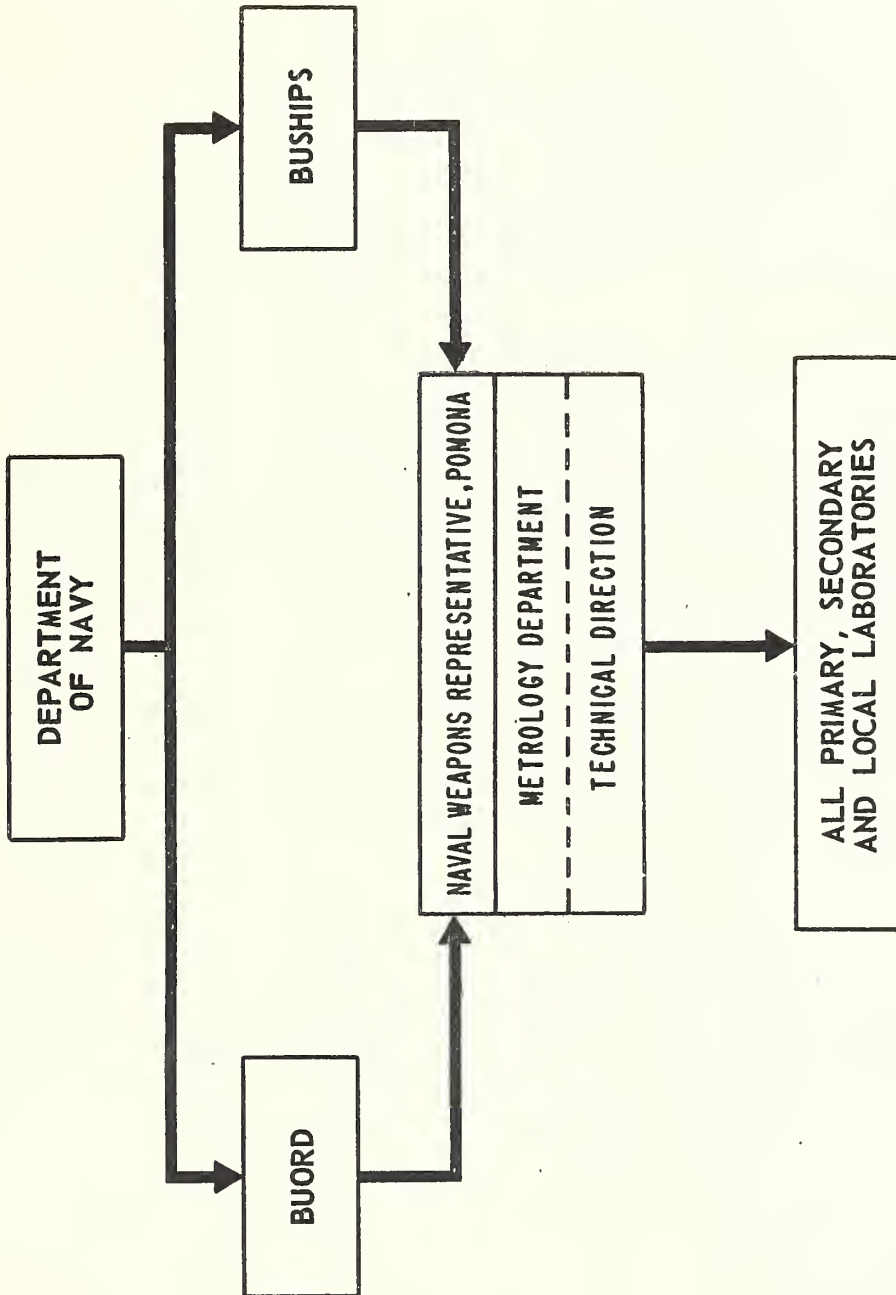 DEPARTMENT
OF NAVY
BUORD
BUSHIPS
NAVAL WEAPONS REPRESENTATIVE, POMONA
METROLOGY DEPARTMENT
TECHNICAL DIRECTION
ALL PRIMARY, SECONDARY
AND LOCAL LABORATORIES